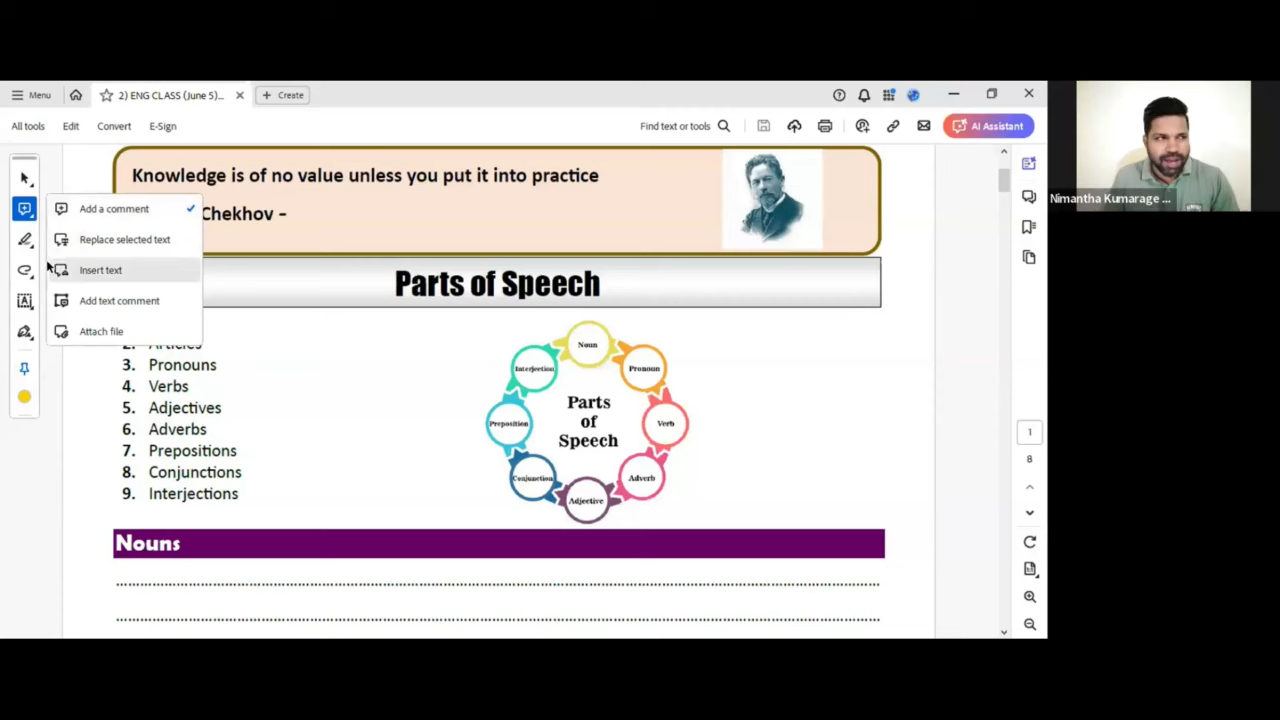 Menu
2) ENG CLASS (June 5)...
Create
All tools
Edit
Convert
E-Sign
Find text or tools
AI Assistant
Knowledge is of no value unless you put it into practice
Chekhov –
Add a comment
Replace selected text
Insert text
Add text comment
Attach file
Parts of Speech
2. Articles
3. Pronouns
4. Verbs
5. Adjectives
6. Adverbs
7. Prepositions
8. Conjunctions
9. Interjections
Noun
Pronoun
Verb
Adverb
Adjective
Conjunction
Preposition
Interjection
Parts
of
Speech
Nouns
1
8
Nimantha Kumarage ...